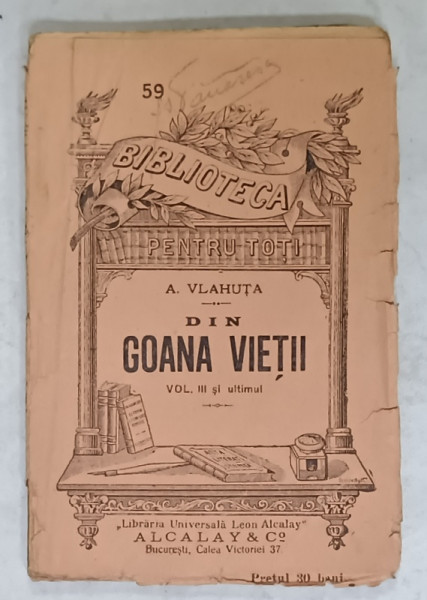 59
BIBLIOTECA
PENTRU TOȚI
A. VLAHUȚA
DIN
GOANA VIEȚII
VOL. III și ultimul
„Librăria Universală Leon Alcalay"
ALCALAY & Co
București, Calea Victoriei 37
Prețul 30 bani